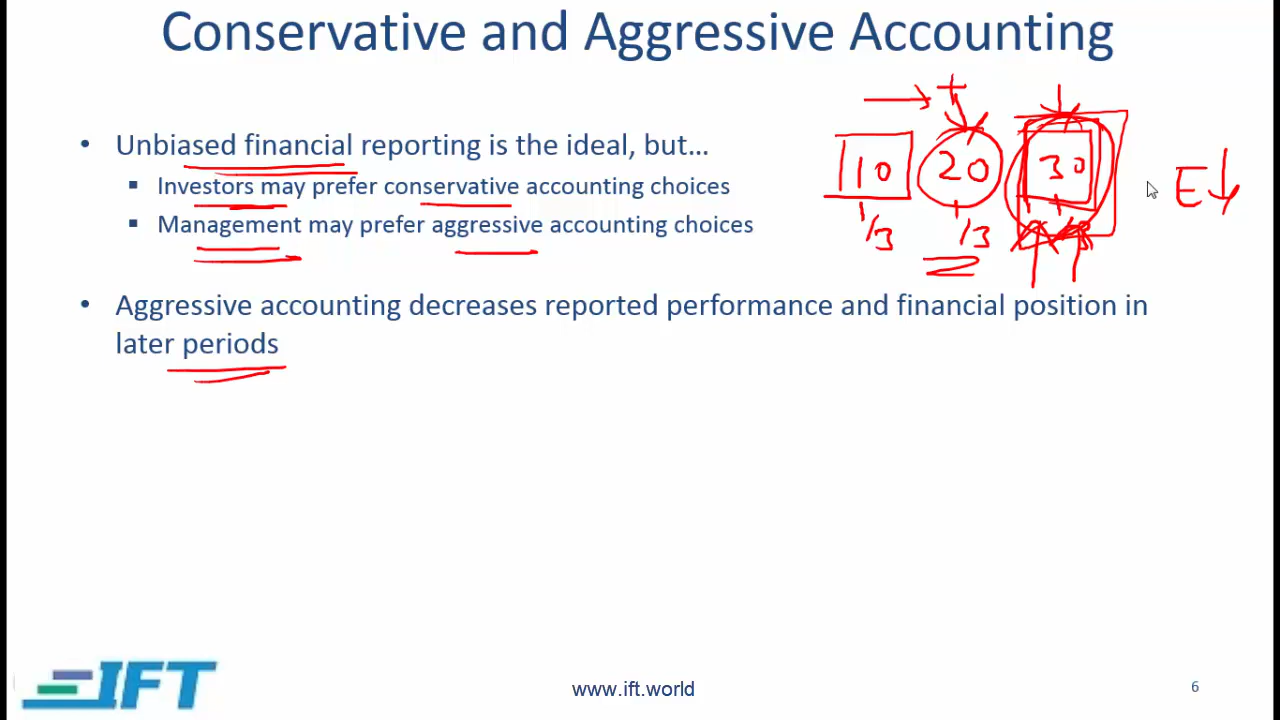 Conservative and Aggressive Accounting
• Unbiased financial reporting is the ideal, but…
▪ Investors may prefer conservative accounting choices
▪ Management may prefer aggressive accounting choices
10 20 30 E↓
1/3 1/3
• Aggressive accounting decreases reported performance and financial position in
later periods
IFT
www.ift.world
6